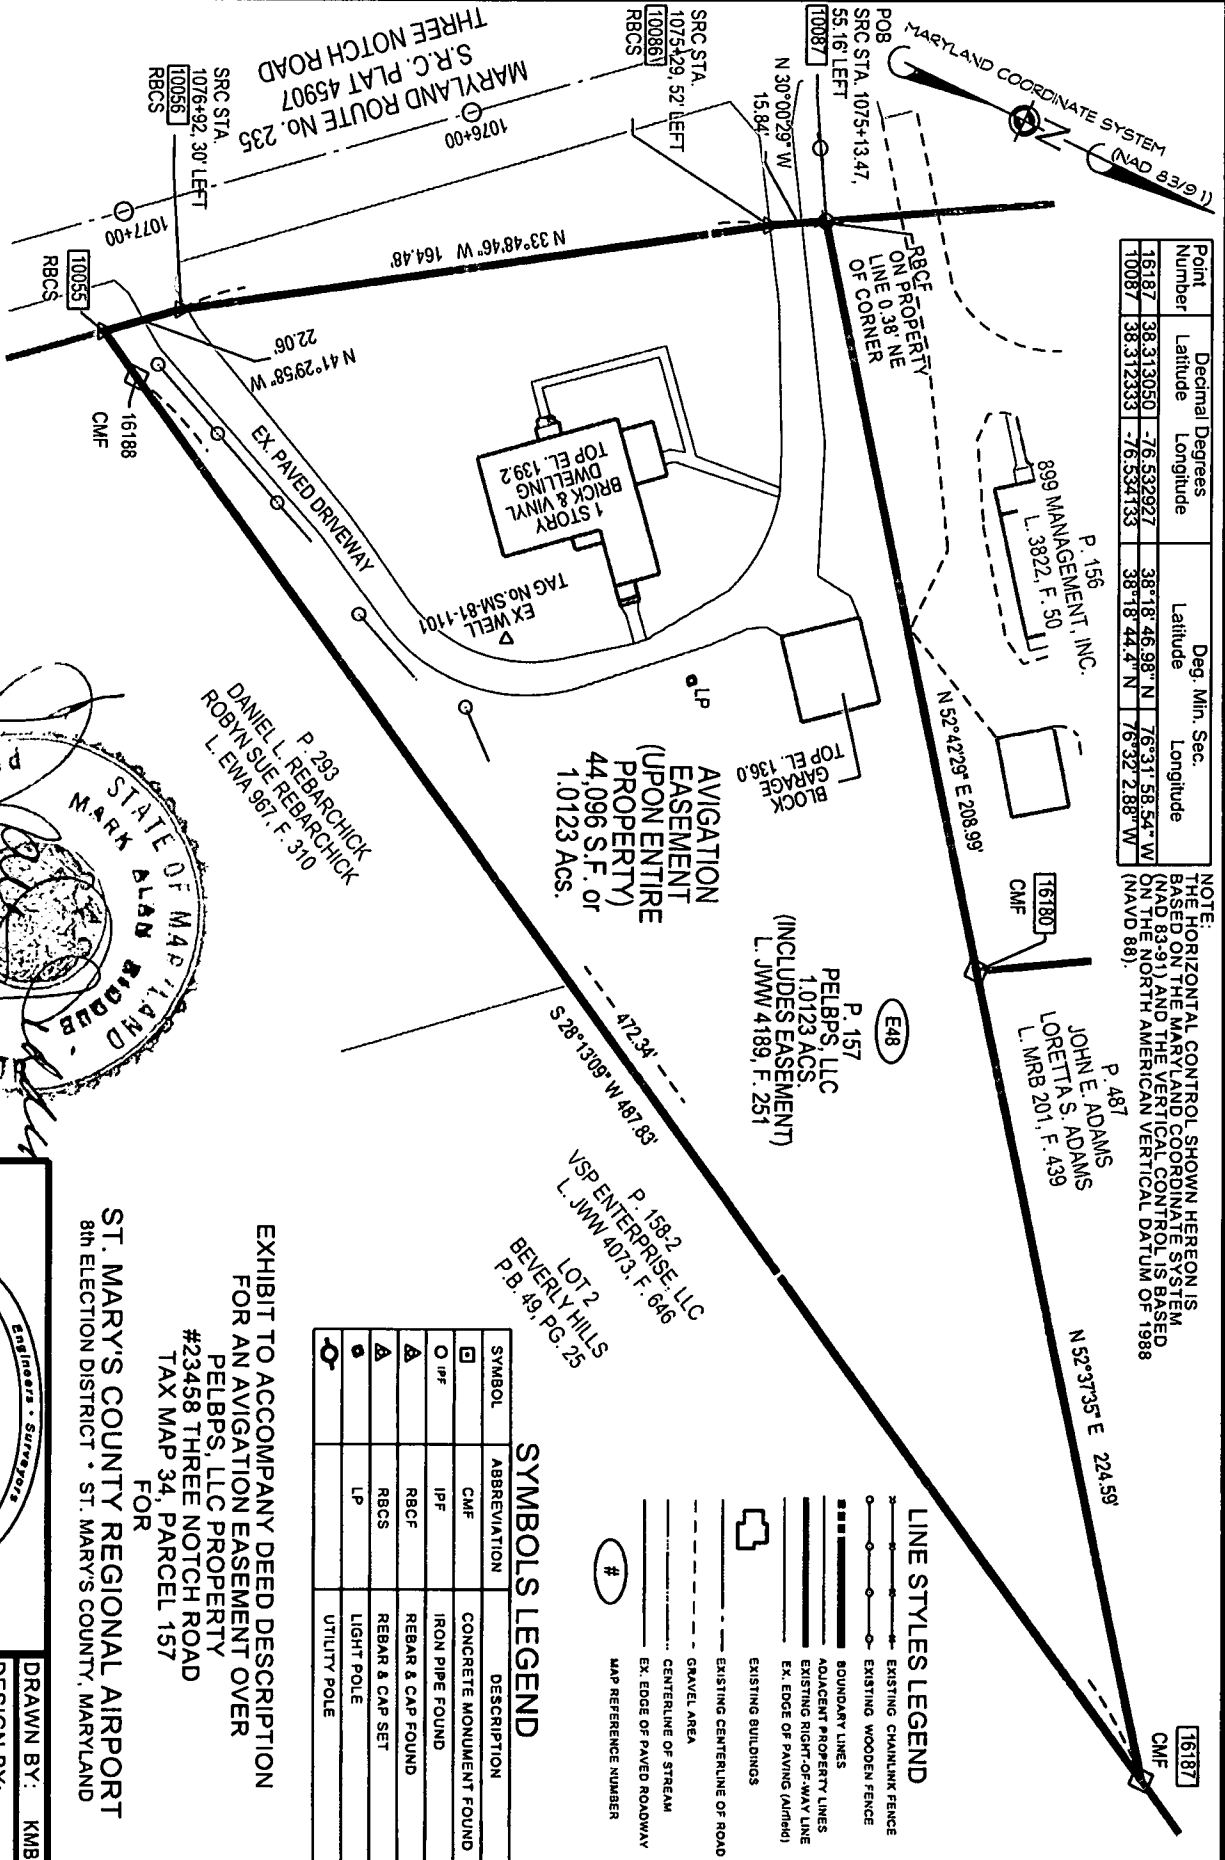 MARYLAND COORDINATE SYSTEM
(NAD 83/91)
N
Point
Number
Decimal Degrees
Latitude Longitude
Deg. Min. Sec.
Latitude Longitude
16187 38.313050 -76.532927 38°18' 46.98" N 76°31' 58.54" W
10087 38.312333 -76.534133 38°18' 44.4" N 76°32' 2.88" W
NOTE:
THE HORIZONTAL CONTROL SHOWN HEREON IS
BASED ON THE MARYLAND COORDINATE SYSTEM
(NAD 83-91) AND THE VERTICAL CONTROL IS BASED
ON THE NORTH AMERICAN VERTICAL DATUM OF 1988
(NAVD 88).
POB
SRC STA. 1075+13.47,
55.16' LEFT
10087
N 30°00'29" W
15.84'
SRC STA.
1075+29, 52' LEFT
10086
RBCS
RBCF
ON PROPERTY
LINE 0.38' NE
OF CORNER
P. 156
899 MANAGEMENT, INC.
L. 3822, F. 50
N 52°42'29" E 208.99'
16180
CMF
P. 487
JOHN E. ADAMS
LORETTA S. ADAMS
L. MRB 201, F. 439
N 52°37'35" E 224.59'
16187
CMF
MARYLAND ROUTE No. 235
S.R.C. PLAT 45907
THREE NOTCH ROAD
1076+00
1077+00
N 33°48'46" W 164.48'
SRC STA.
1076+92, 30' LEFT
10056
RBCS
10055
RBCS
N 41°29'58" W
22.06'
16188
CMF
EX. PAVED DRIVEWAY
1 STORY
BRICK & VINYL
DWELLING
TOP EL. 139.2
EX WELL
TAG No.SM-81-1101
LP
BLOCK
GARAGE
TOP EL. 136.0
AVIGATION
EASEMENT
(UPON ENTIRE
PROPERTY)
44,096 S.F. or
1.0123 Acs.
E48
P. 157
PELBPS, LLC
1.0123 ACS.
(INCLUDES EASEMENT)
L. JWW 4189, F. 251
472.34'
S 28°13'09" W 487.83'
P. 293
DANIEL L. REBARCHICK
ROBYN SUE REBARCHICK
L. EWA 967, F. 310
P. 158-2
VSP ENTERPRISE, LLC
L. JWW 4073, F. 646
LOT 2
BEVERLY HILLS
P.B. 49, PG. 25
LINE STYLES LEGEND
EXISTING CHAINLINK FENCE
EXISTING WOODEN FENCE
BOUNDARY LINES
ADJACENT PROPERTY LINES
EXISTING RIGHT-OF-WAY LINE
EX. EDGE OF PAVING (Airfield)
EXISTING BUILDINGS
EXISTING CENTERLINE OF ROAD
GRAVEL AREA
CENTERLINE OF STREAM
EX. EDGE OF PAVED ROADWAY
# MAP REFERENCE NUMBER
SYMBOLS LEGEND
SYMBOL ABBREVIATION DESCRIPTION
CMF CONCRETE MONUMENT FOUND
IPF IPF IRON PIPE FOUND
RBCF REBAR & CAP FOUND
RBCS REBAR & CAP SET
LP LIGHT POLE
UTILITY POLE
EXHIBIT TO ACCOMPANY DEED DESCRIPTION
FOR AN AVIGATION EASEMENT OVER
PELBPS, LLC PROPERTY
#23458 THREE NOTCH ROAD
TAX MAP 34, PARCEL 157
FOR
ST. MARY'S COUNTY REGIONAL AIRPORT
8th ELECTION DISTRICT * ST. MARY'S COUNTY, MARYLAND
STATE OF MARYLAND
MARK ALAN
Engineers • Surveyors
DRAWN BY: KMB
DESIGN BY: